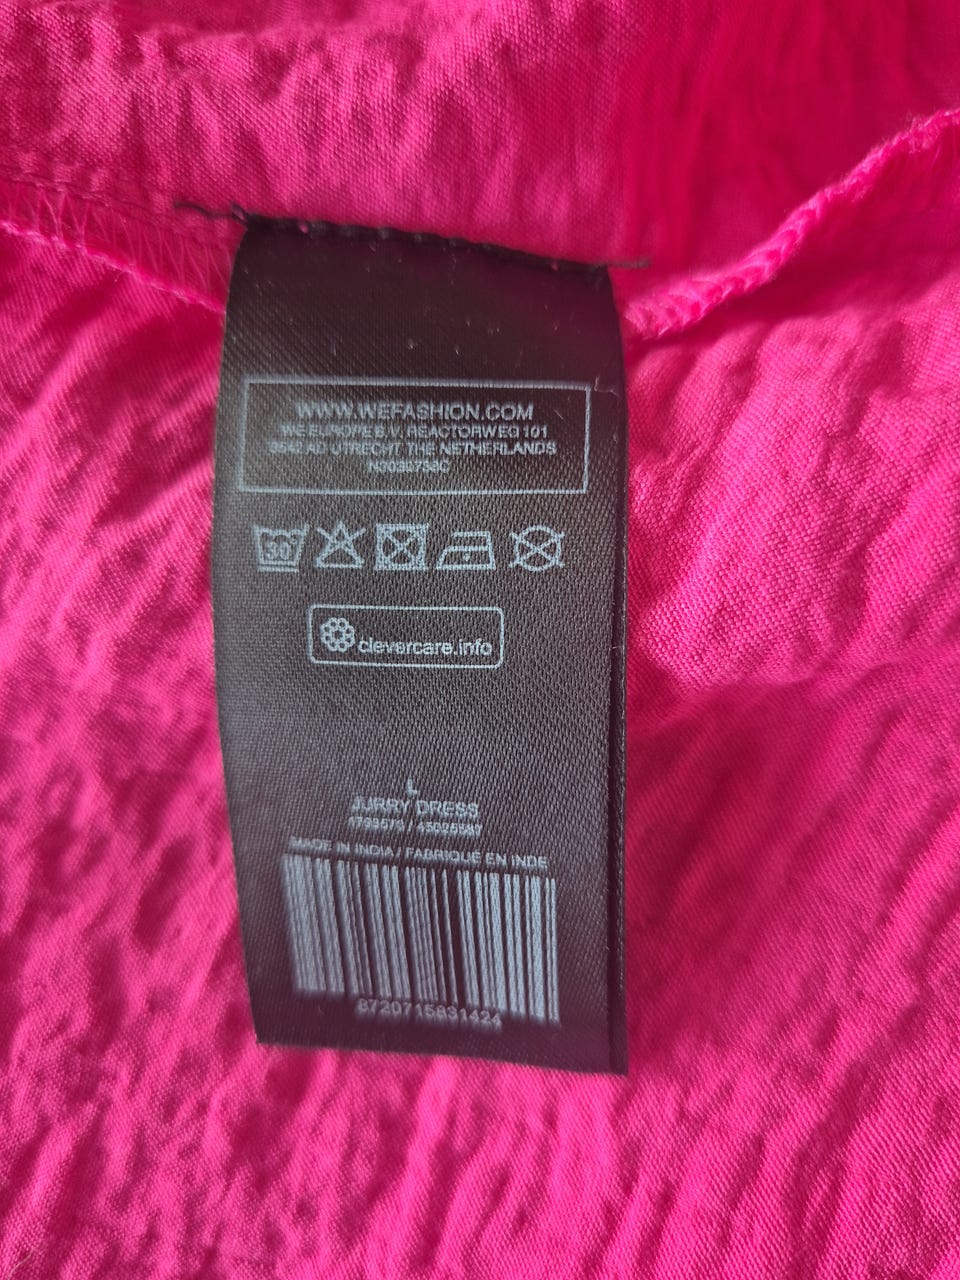 WWW.WEFASHION.COM
WE EUROPE B.V. REACTORWEG 101
3542 AD UTRECHT THE NETHERLANDS
30
clevercare.info
L
JURRY DRESS
MADE IN INDIA / FABRIQUÉ EN INDE
8720715831424